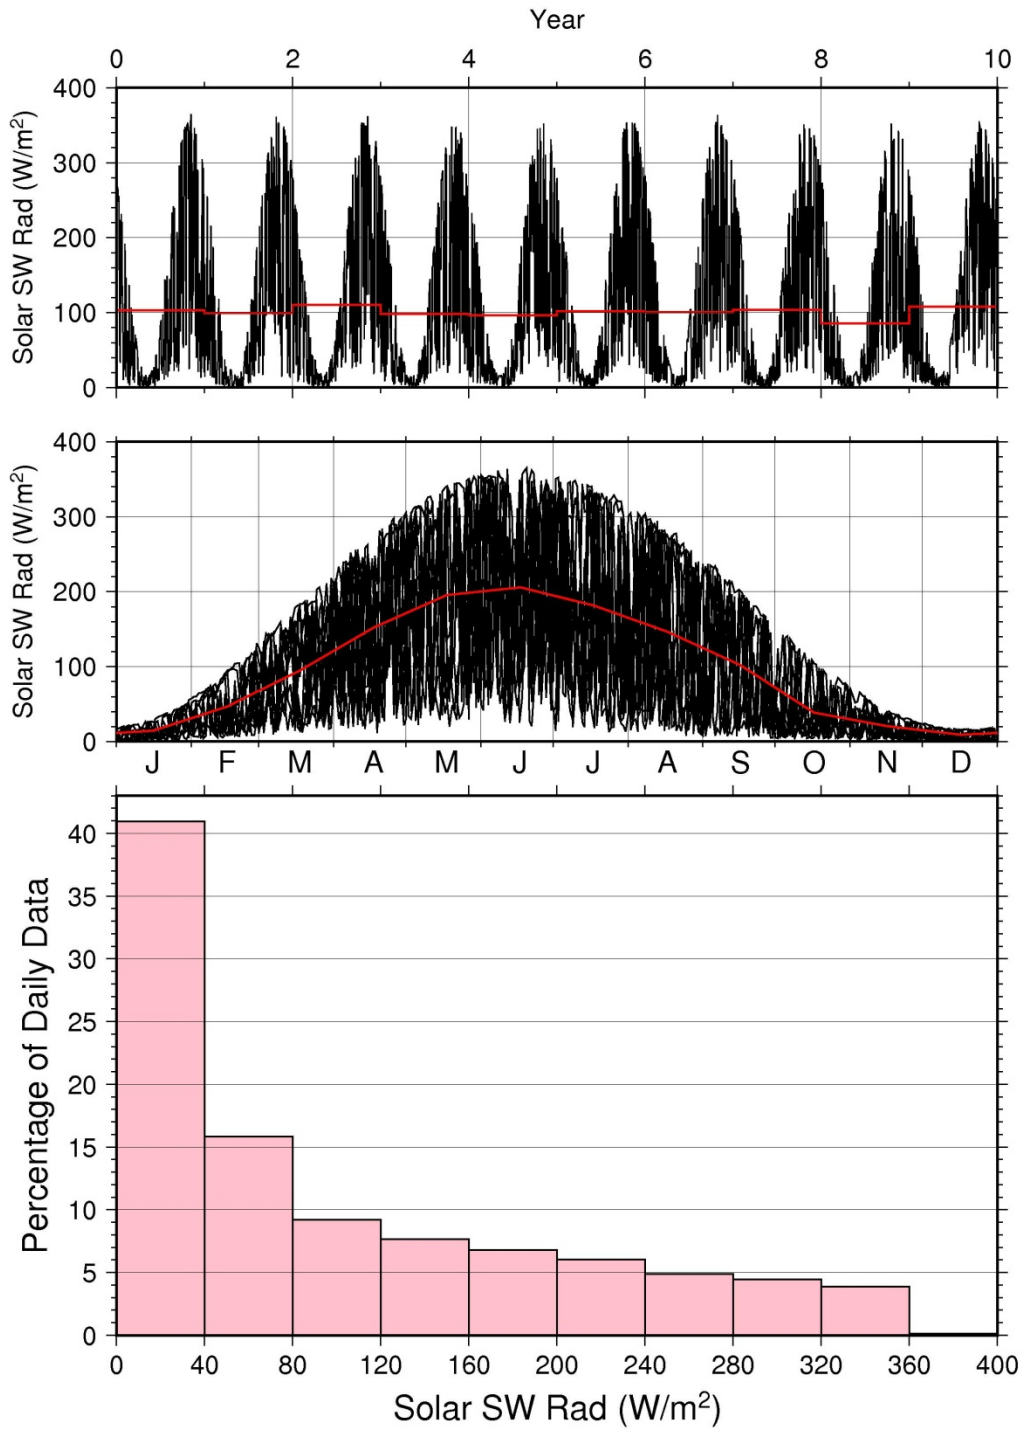 Year
0 2 4 6 8 10
400
300
200
100
0
Solar SW Rad (W/m²)
400
300
200
100
0
Solar SW Rad (W/m²)
J F M A M J J A S O N D
40
35
30
25
20
15
10
5
0
Percentage of Daily Data
0 40 80 120 160 200 240 280 320 360 400
Solar SW Rad (W/m²)